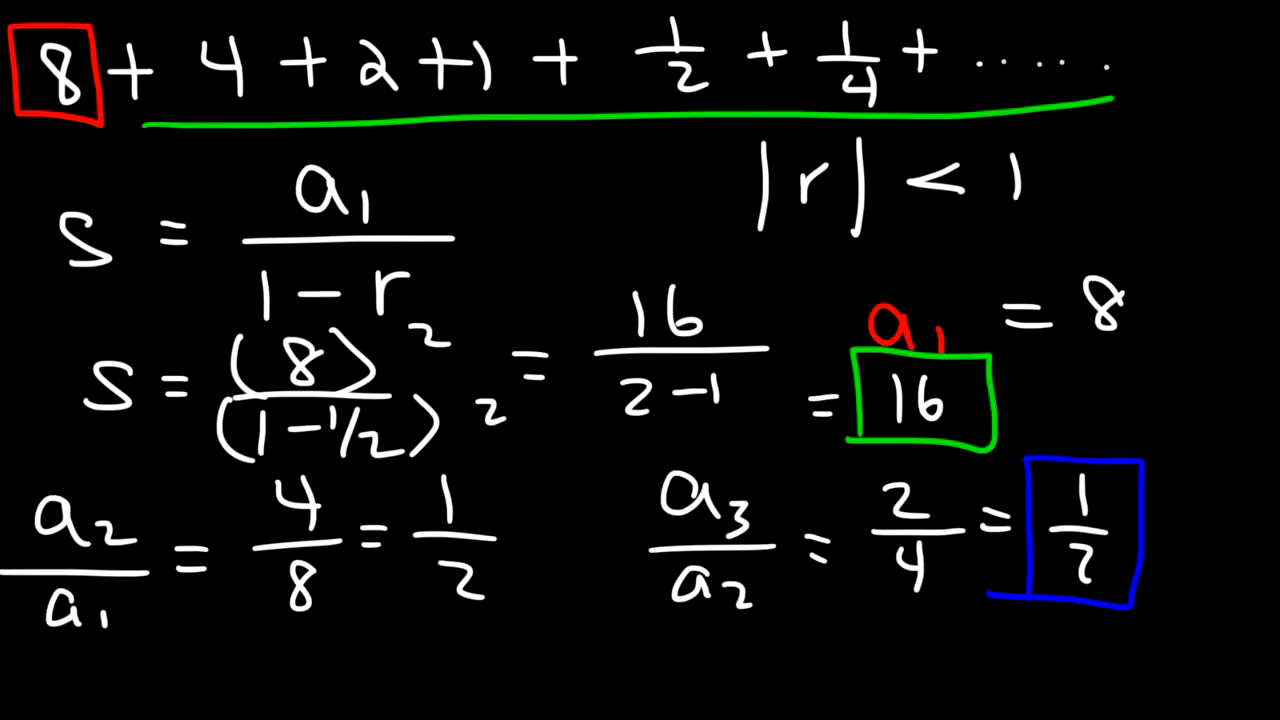 8 + 4 + 2 + 1 + 1/2 + 1/4 + ......
|r| < 1
S = a₁/(1 - r)
a₁ = 8
S = (8)2/(1 - 1/2)2 = 16/(2 - 1) = 16
a₂/a₁ = 4/8 = 1/2
a₃/a₂ = 2/4 = 1/2